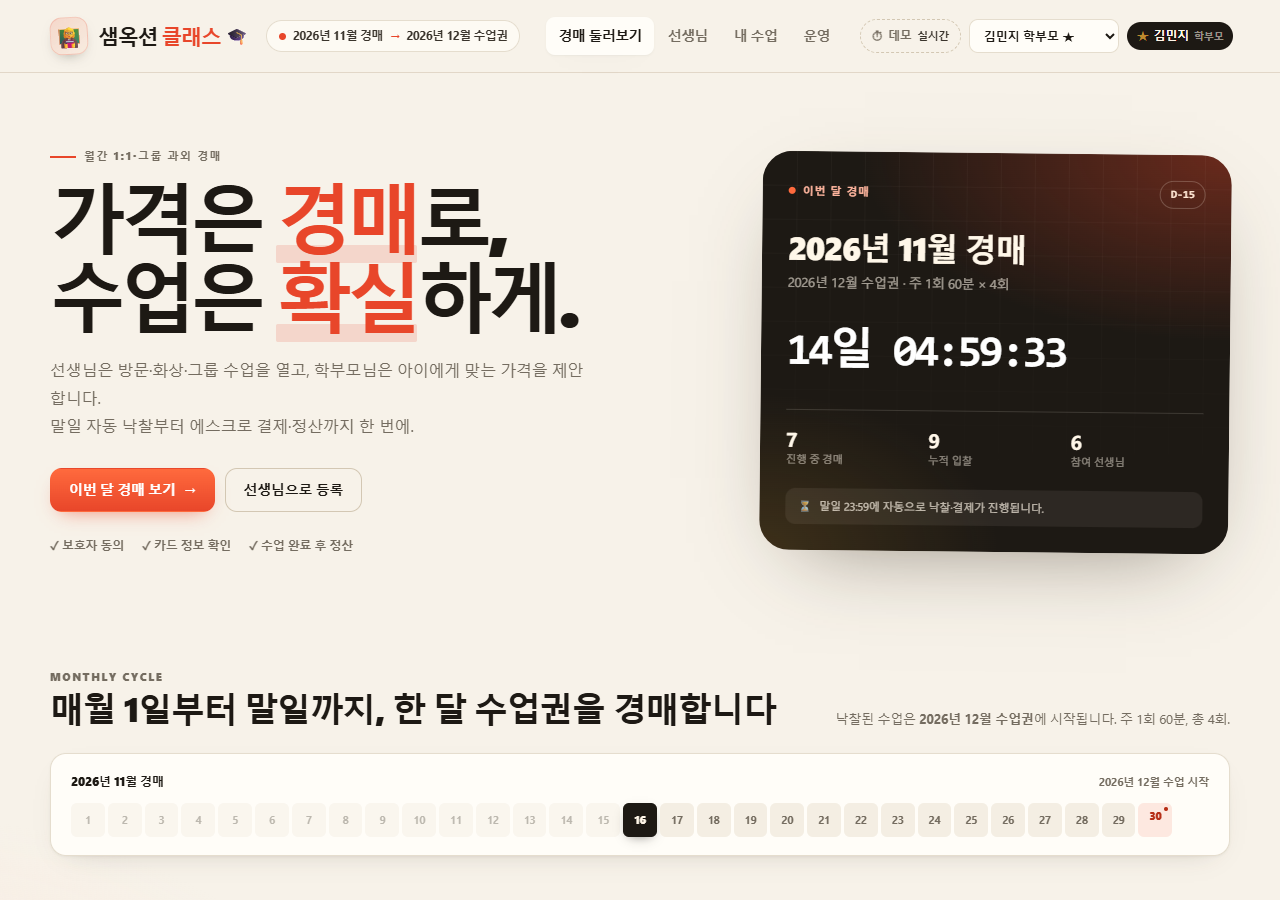 샘옥션 클래스
2026년 11월 경매 → 2026년 12월 수업권
경매 둘러보기
선생님
내 수업
운영
데모 실시간
김민지 학부모 ★
★ 김민지 학부모
월간 1:1·그룹 과외 경매
가격은 경매로,
수업은 확실하게.
선생님은 방문·화상·그룹 수업을 열고, 학부모님은 아이에게 맞는 가격을 제안
합니다.
말일 자동 낙찰부터 에스크로 결제·정산까지 한 번에.
이번 달 경매 보기 →
선생님으로 등록
✓ 보호자 동의 ✓ 카드 정보 확인 ✓ 수업 완료 후 정산
이번 달 경매
D-15
2026년 11월 경매
2026년 12월 수업권 · 주 1회 60분 × 4회
14일 04:59:33
7 9 6
진행 중 경매 누적 입찰 참여 선생님
말일 23:59에 자동으로 낙찰·결제가 진행됩니다.
MONTHLY CYCLE
매월 1일부터 말일까지, 한 달 수업권을 경매합니다
낙찰된 수업은 2026년 12월 수업권에 시작됩니다. 주 1회 60분, 총 4회.
2026년 11월 경매
2026년 12월 수업 시작
1 2 3 4 5 6 7 8 9 10 11 12 13 14 15 16 17 18 19 20 21 22 23 24 25 26 27 28 29 30